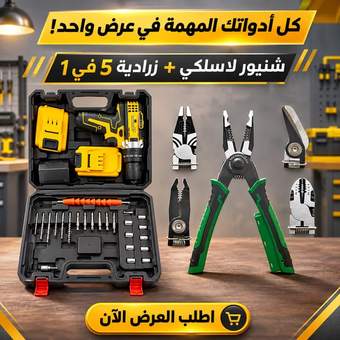 كل أدواتك المهمة في عرض واحد!
شنيور لاسلكي + زرادية 5 في 1
اطلب العرض الآن